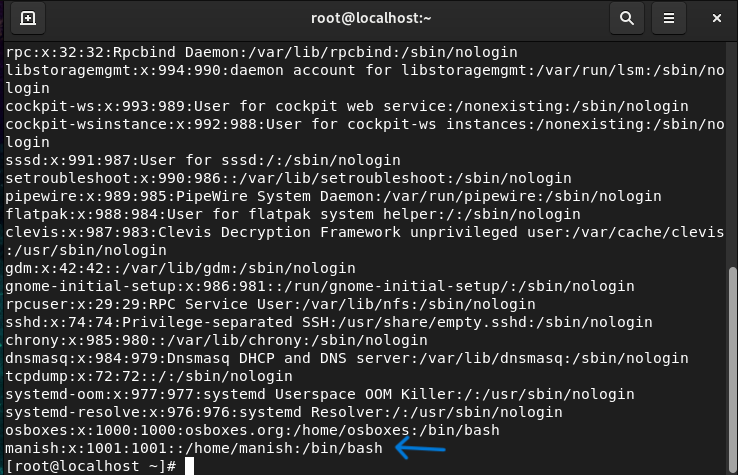 root@localhost:~
rpc:x:32:32:Rpcbind Daemon:/var/lib/rpcbind:/sbin/nologin
libstoragemgmt:x:994:990:daemon account for libstoragemgmt:/var/run/lsm:/sbin/no
login
cockpit-ws:x:993:989:User for cockpit web service:/nonexisting:/sbin/nologin
cockpit-wsinstance:x:992:988:User for cockpit-ws instances:/nonexisting:/sbin/no
login
sssd:x:991:987:User for sssd:/:/sbin/nologin
setroubleshoot:x:990:986::/var/lib/setroubleshoot:/sbin/nologin
pipewire:x:989:985:PipeWire System Daemon:/var/run/pipewire:/sbin/nologin
flatpak:x:988:984:User for flatpak system helper:/:/sbin/nologin
clevis:x:987:983:Clevis Decryption Framework unprivileged user:/var/cache/clevis
:/usr/sbin/nologin
gdm:x:42:42::/var/lib/gdm:/sbin/nologin
gnome-initial-setup:x:986:981::/run/gnome-initial-setup/:/sbin/nologin
rpcuser:x:29:29:RPC Service User:/var/lib/nfs:/sbin/nologin
sshd:x:74:74:Privilege-separated SSH:/usr/share/empty.sshd:/sbin/nologin
chrony:x:985:980::/var/lib/chrony:/sbin/nologin
dnsmasq:x:984:979:Dnsmasq DHCP and DNS server:/var/lib/dnsmasq:/sbin/nologin
tcpdump:x:72:72::/:/sbin/nologin
systemd-oom:x:977:977:systemd Userspace OOM Killer:/:/usr/sbin/nologin
systemd-resolve:x:976:976:systemd Resolver:/:/usr/sbin/nologin
osboxes:x:1000:1000:osboxes.org:/home/osboxes:/bin/bash
manish:x:1001:1001::/home/manish:/bin/bash
[root@localhost ~]#